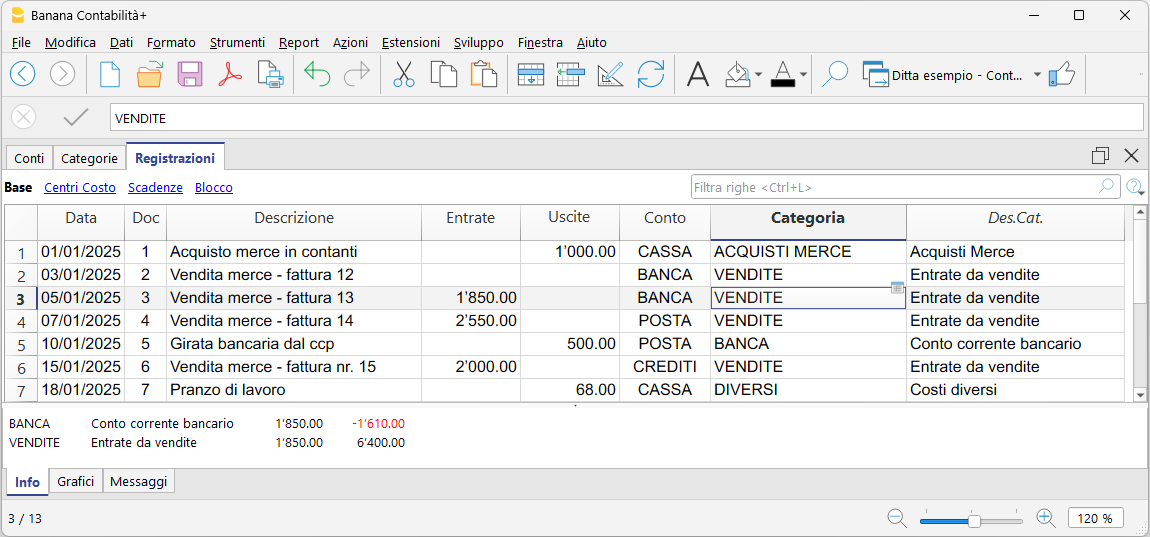 Banana Contabilità+
File Modifica Dati Formato Strumenti Report Azioni Estensioni Sviluppo Finestra Aiuto
Ditta esempio - Cont...
VENDITE
Conti Categorie Registrazioni
Base Centri Costo Scadenze Blocco Filtra righe <Ctrl+L>
Data Doc Descrizione Entrate Uscite Conto Categoria Des.Cat.
1 01/01/2025 1 Acquisto merce in contanti 1'000.00 CASSA ACQUISTI MERCE Acquisti Merce
2 03/01/2025 2 Vendita merce - fattura 12 BANCA VENDITE Entrate da vendite
3 05/01/2025 3 Vendita merce - fattura 13 1'850.00 BANCA VENDITE Entrate da vendite
4 07/01/2025 4 Vendita merce - fattura 14 2'550.00 POSTA VENDITE Entrate da vendite
5 10/01/2025 5 Girata bancaria dal ccp 500.00 POSTA BANCA Conto corrente bancario
6 15/01/2025 6 Vendita merce - fattura nr. 15 2'000.00 CREDITI VENDITE Entrate da vendite
7 18/01/2025 7 Pranzo di lavoro 68.00 CASSA DIVERSI Costi diversi
BANCA Conto corrente bancario 1'850.00 -1'610.00
VENDITE Entrate da vendite 1'850.00 6'400.00
Info Grafici Messaggi
3 / 13 120 %